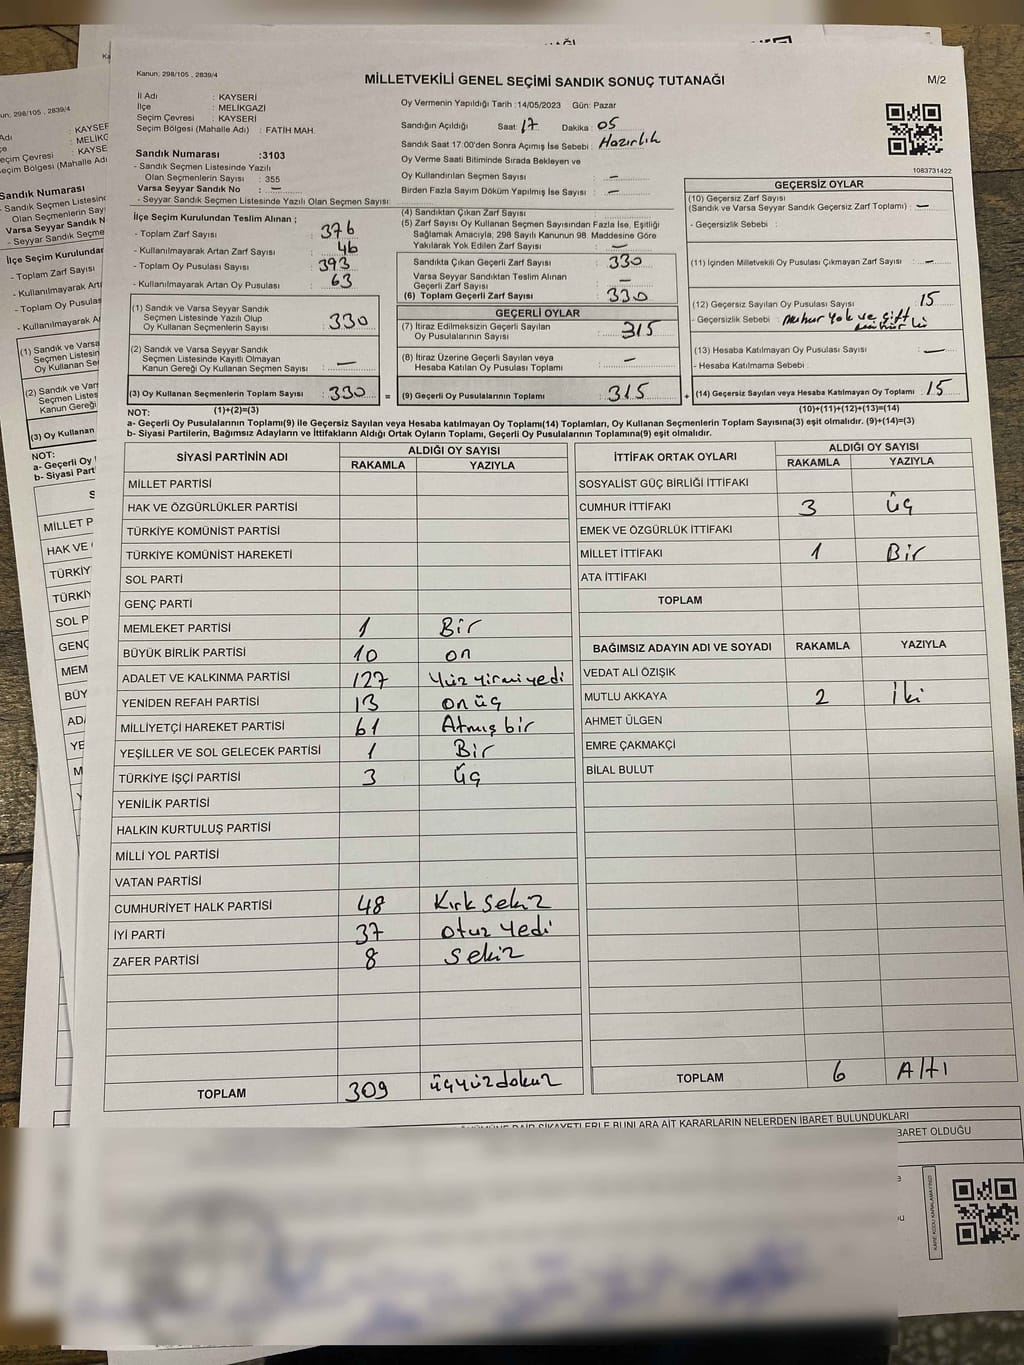 Kanun; 298/105 , 2839/4
MİLLETVEKİLİ GENEL SEÇİMİ SANDIK SONUÇ TUTANAĞI
M/2
İl Adı : KAYSERİ
İlçe : MELİKGAZİ
Seçim Çevresi : KAYSERİ
Seçim Bölgesi (Mahalle Adı) : FATİH MAH.
Oy Vermenin Yapıldığı Tarih :14/05/2023 Gün: Pazar
Sandığın Açıldığı Saat: 17 Dakika : 05
Sandık Saat 17.00'den Sonra Açımış İse Sebebi : Hazırlık
Oy Verme Saati Bitiminde Sırada Bekleyen ve
Oy Kullandırılan Seçmen Sayısı : —
Birden Fazla Sayım Döküm Yapılmış İse Sayısı : —
1083731422
Sandık Numarası :3103
- Sandık Seçmen Listesinde Yazılı
Olan Seçmenlerin Sayısı : 355
Varsa Seyyar Sandık No : —
- Seyyar Sandık Seçmen Listesinde Yazılı Olan Seçmen Sayısı:
İlçe Seçim Kurulundan Teslim Alınan ;
- Toplam Zarf Sayısı : 376
- Kullanılmayarak Artan Zarf Sayısı : 46
- Toplam Oy Pusulası Sayısı : 393
- Kullanılmayarak Artan Oy Pusulası : 63
(1) Sandık ve Varsa Seyyar Sandık
Seçmen Listesinde Yazılı Olup
Oy Kullanan Seçmenlerin Sayısı : 330
(2) Sandık ve Varsa Seyyar Sandık
Seçmen Listesinde Kayıtlı Olmayan
Kanun Gereği Oy Kullanan Seçmen Sayısı : —
(3) Oy Kullanan Seçmenlerin Toplam Sayısı : 330 =
(1)+(2)=(3)
(4) Sandıktan Çıkan Zarf Sayısı :
(5) Zarf Sayısı Oy Kullanan Seçmen Sayısından Fazla İse, Eşitliği
Sağlamak Amacıyla, 298 Sayılı Kanunun 98. Maddesine Göre
Yakılarak Yok Edilen Zarf Sayısı : —
Sandıkta Çıkan Geçerli Zarf Sayısı : 330
Varsa Seyyar Sandıktan Teslim Alınan
Geçerli Zarf Sayısı : —
(6) Toplam Geçerli Zarf Sayısı : 330
GEÇERLİ OYLAR
(7) İtiraz Edilmeksizin Geçerli Sayılan
Oy Pusulalarının Sayısı : 315
(8) İtiraz Üzerine Geçerli Sayılan veya
Hesaba Katılan Oy Pusulası Toplamı : —
(9) Geçerli Oy Pusulalarının Toplamı : 315 +
GEÇERSİZ OYLAR
(10) Geçersiz Zarf Sayısı
(Sandık ve Varsa Seyyar Sandık Geçersiz Zarf Toplamı) : —
- Geçersizlik Sebebi :
(11) İçinden Milletvekili Oy Pusulası Çıkmayan Zarf Sayısı : —
(12) Geçersiz Sayılan Oy Pusulası Sayısı : 15
- Geçersizlik Sebebi : mühür yok ve çift
(13) Hesaba Katılmayan Oy Pusulası Sayısı : —
- Hesaba Katılmama Sebebi :
(14) Geçersiz Sayılan veya Hesaba Katılmayan Oy Toplamı : 15
(10)+(11)+(12)+(13)=(14)
NOT:
a- Geçerli Oy Pusulalarının Toplamı(9) ile Geçersiz Sayılan veya Hesaba katılmayan Oy Toplamı(14) Toplamları, Oy Kullanan Seçmenlerin Toplam Sayısına(3) eşit olmalıdır. (9)+(14)=(3)
b- Siyasi Partilerin, Bağımsız Adayların ve İttifakların Aldığı Ortak Oyların Toplamı, Geçerli Oy Pusulalarının Toplamına(9) eşit olmalıdır.
SİYASİ PARTİNİN ADI ALDIĞI OY SAYISI
RAKAMLA YAZIYLA
MİLLET PARTİSİ
HAK VE ÖZGÜRLÜKLER PARTİSİ
TÜRKİYE KOMÜNİST PARTİSİ
TÜRKİYE KOMÜNİST HAREKETİ
SOL PARTİ
GENÇ PARTİ
MEMLEKET PARTİSİ 1 Bir
BÜYÜK BİRLİK PARTİSİ 10 on
ADALET VE KALKINMA PARTİSİ 127 Yüz yirmi yedi
YENİDEN REFAH PARTİSİ 13 on üç
MİLLİYETÇİ HAREKET PARTİSİ 61 Atmış bir
YEŞİLLER VE SOL GELECEK PARTİSİ 1 Bir
TÜRKİYE İŞÇİ PARTİSİ 3 üç
YENİLİK PARTİSİ
HALKIN KURTULUŞ PARTİSİ
MİLLİ YOL PARTİSİ
VATAN PARTİSİ
CUMHURİYET HALK PARTİSİ 48 Kırk sekiz
İYİ PARTİ 37 otuz yedi
ZAFER PARTİSİ 8 sekiz
TOPLAM 309 üçyüzdokuz
İTTİFAK ORTAK OYLARI ALDIĞI OY SAYISI
RAKAMLA YAZIYLA
SOSYALİST GÜÇ BİRLİĞİ İTTİFAKI
CUMHUR İTTİFAKI 3 üç
EMEK VE ÖZGÜRLÜK İTTİFAKI
MİLLET İTTİFAKI 1 Bir
ATA İTTİFAKI
TOPLAM
BAĞIMSIZ ADAYIN ADI VE SOYADI RAKAMLA YAZIYLA
VEDAT ALİ ÖZIŞIK
MUTLU AKKAYA 2 İki
AHMET ÜLGEN
EMRE ÇAKMAKÇİ
BİLAL BULUT
TOPLAM 6 Altı
ŞİKAYETLERLE BUNLARA AİT KARARLARIN NELERDEN İBARET BULUNDUKLARI
BARET OLDUĞU